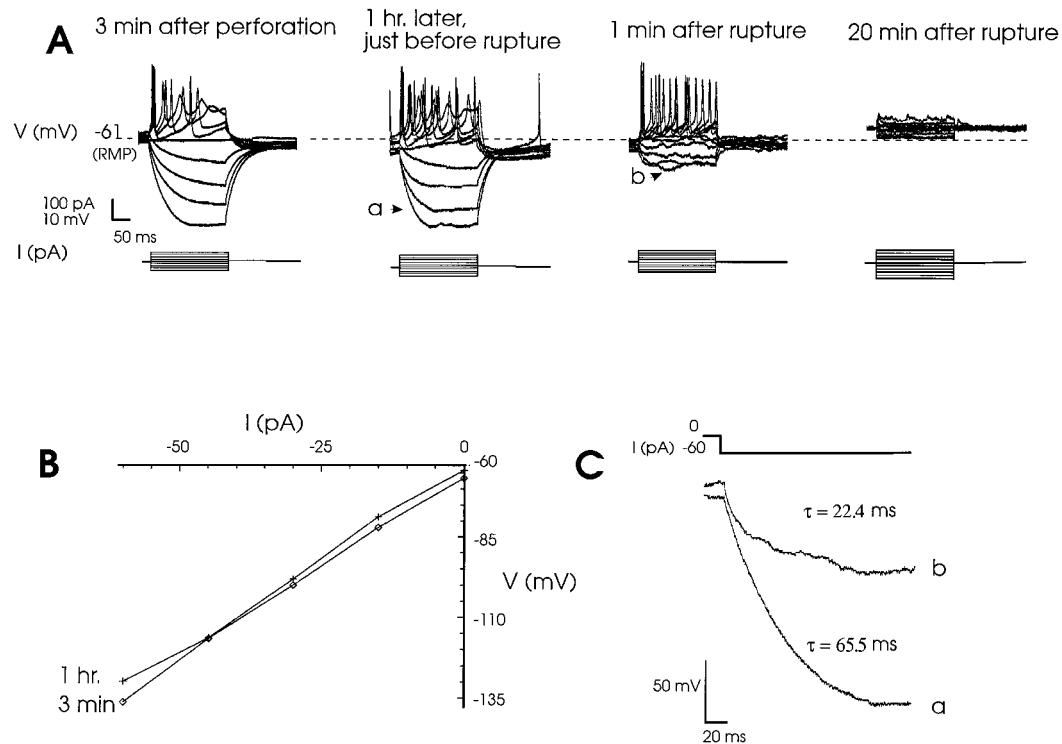 A
3 min after perforation
1 hr. later,
just before rupture
1 min after rupture
20 min after rupture
V (mV) -61
(RMP)
a
b
100 pA
10 mV
50 ms
I (pA)
B
I (pA)
-50 -25 0
-60
-85
V (mV)
-110
-135
1 hr.
3 min
C
0
I (pA) -60
τ = 22.4 ms
b
τ = 65.5 ms
a
50 mV
20 ms